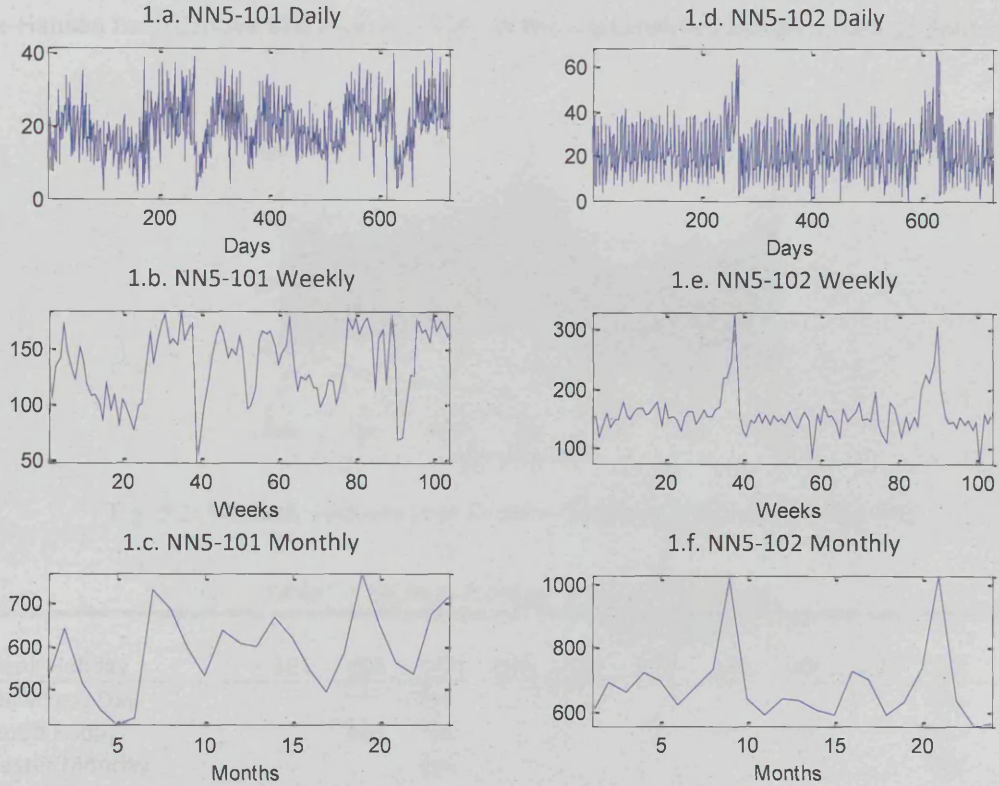 1.a. NN5-101 Daily
40
20
0
200 400 600
Days
1.b. NN5-101 Weekly
150
100
50
20 40 60 80 100
Weeks
1.c. NN5-101 Monthly
700
600
500
5 10 15 20
Months
1.d. NN5-102 Daily
60
40
20
0
200 400 600
Days
1.e. NN5-102 Weekly
300
200
100
20 40 60 80 100
Weeks
1.f. NN5-102 Monthly
1000
800
600
5 10 15 20
Months